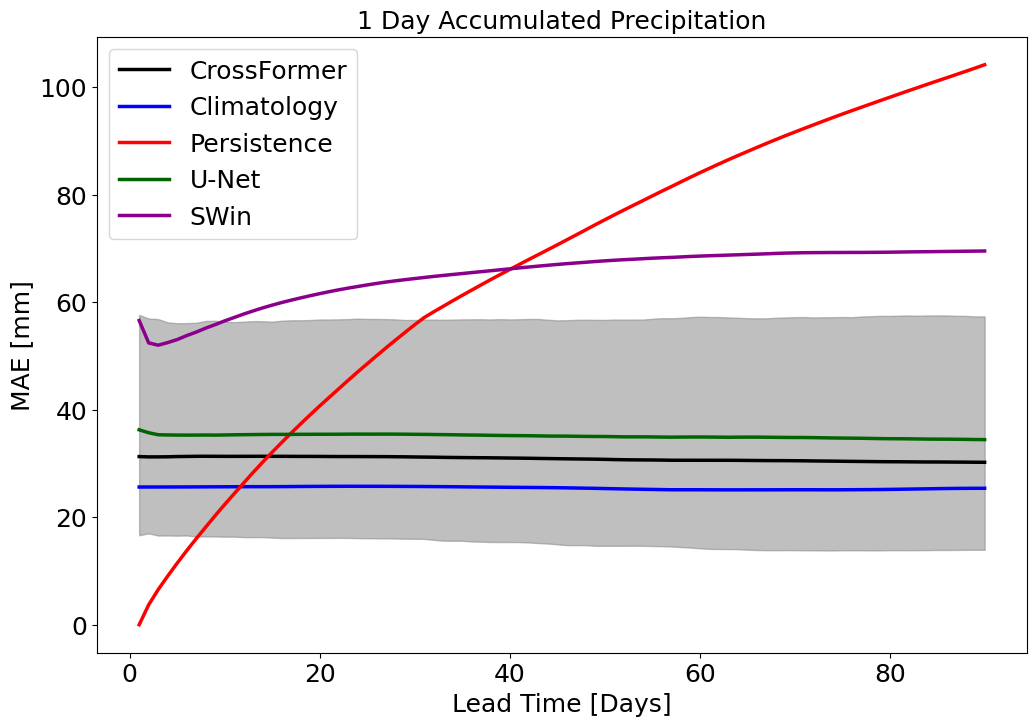 1 Day Accumulated Precipitation
CrossFormer
Climatology
Persistence
U-Net
SWin
MAE [mm]
100
80
60
40
20
0
0 20 40 60 80
Lead Time [Days]